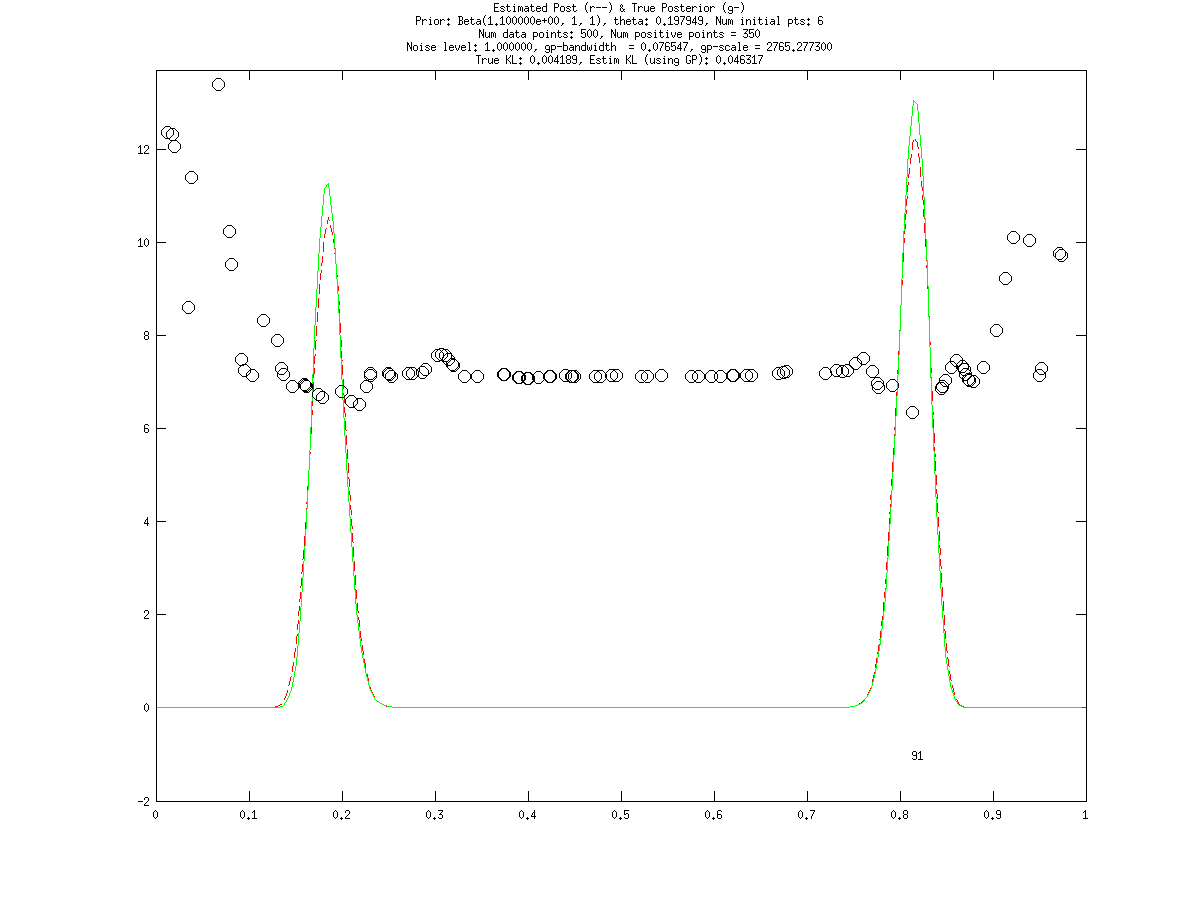 Estimated Post (r--) & True Posterior (g-)
Prior: Beta(1.100000e+00, 1, 1), theta: 0.197949, Num initial pts: 6
Num data points: 500, Num positive points = 350
Noise level: 1.000000, gp-bandwidth  = 0.076547, gp-scale = 2765.277300
True KL: 0.004189, Estim KL (using GP): 0.046317
12
10
8
6
4
2
0
91
-2
0 0.1 0.2 0.3 0.4 0.5 0.6 0.7 0.8 0.9 1